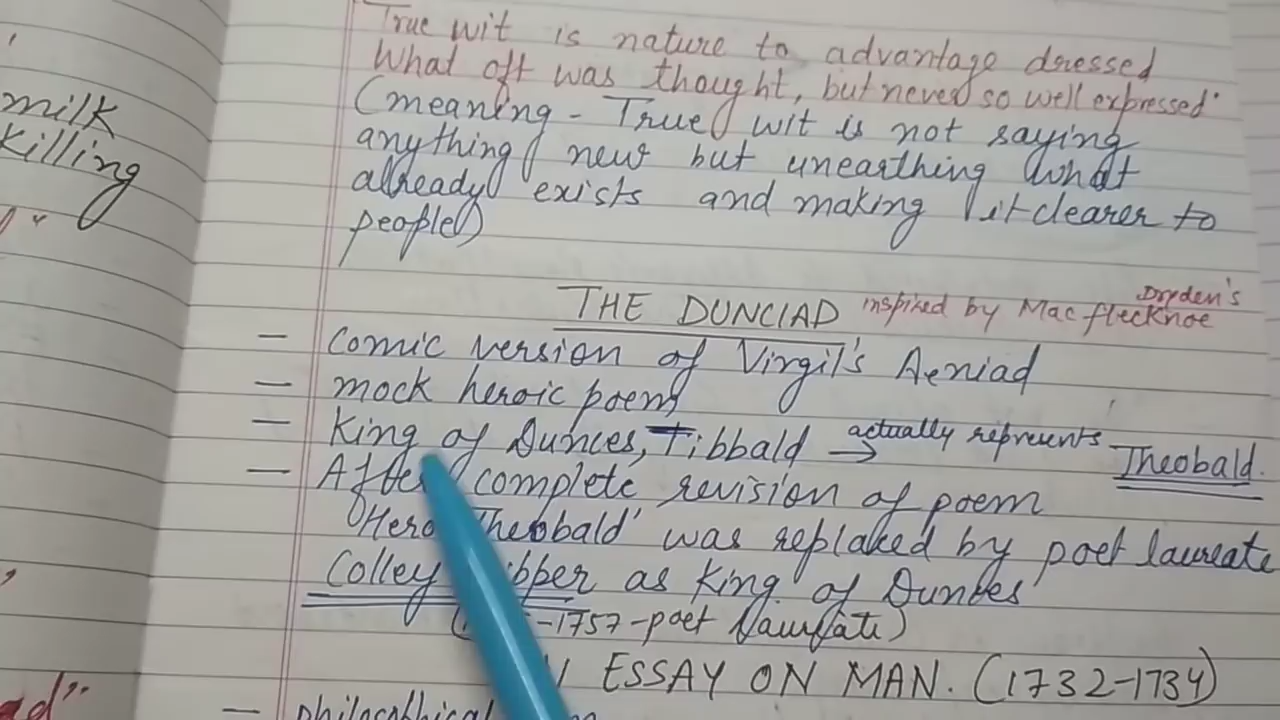 milk
killing
True wit is nature to advantage dressed
What oft was thought, but never so well expressed.
(meaning - True wit is not saying
anything new but unearthing what
already exists and making it clearer to
people)
THE DUNCIAD inspired by Dryden's Mac flecknoe
- Comic version of Virgil's Aeniad
- mock heroic poem
- King of Dunces, Tibbald → actually reprents Theobald.
- After complete revision of poem
'Hero Theobald' was replaced by poet laureate
Colley as King of Dunces
-1757-poet laureate)
ESSAY ON MAN. (1732-1734)
- philosophical